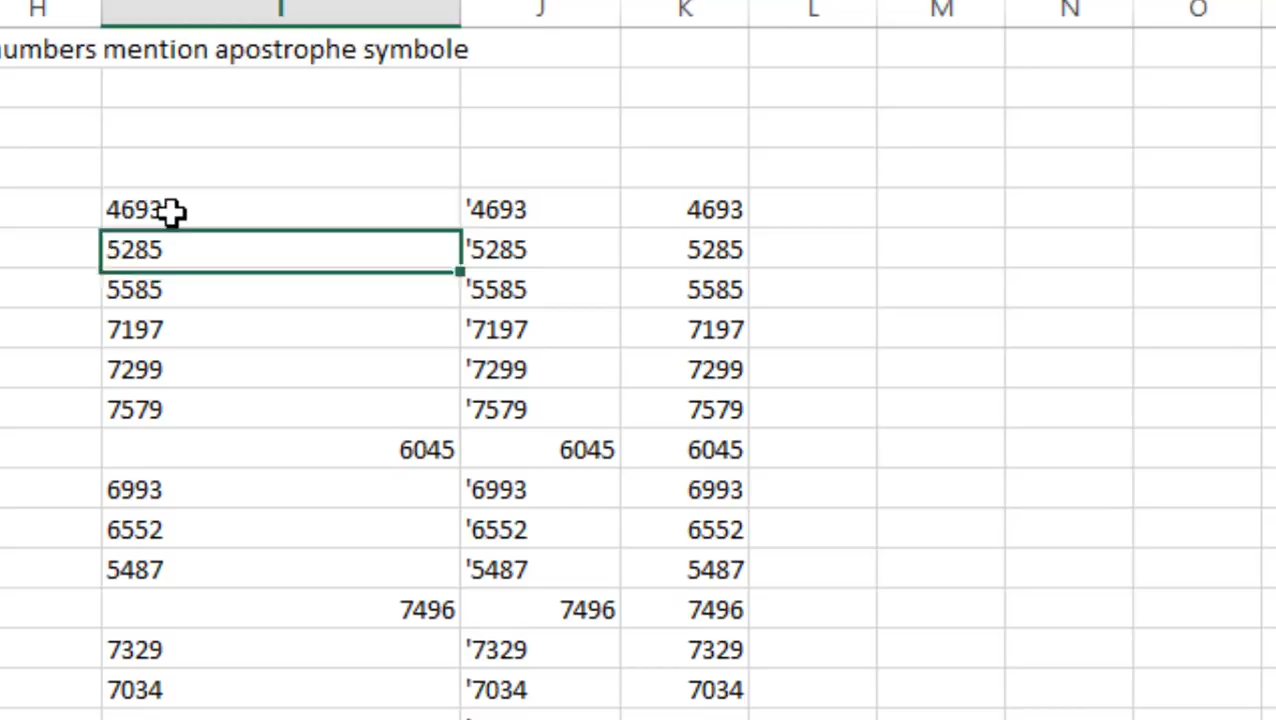 H I J K L M N O
numbers mention apostrophe symbole
4693 '4693 4693
5285 '5285 5285
5585 '5585 5585
7197 '7197 7197
7299 '7299 7299
7579 '7579 7579
6045 6045 6045
6993 '6993 6993
6552 '6552 6552
5487 '5487 5487
7496 7496 7496
7329 '7329 7329
7034 '7034 7034